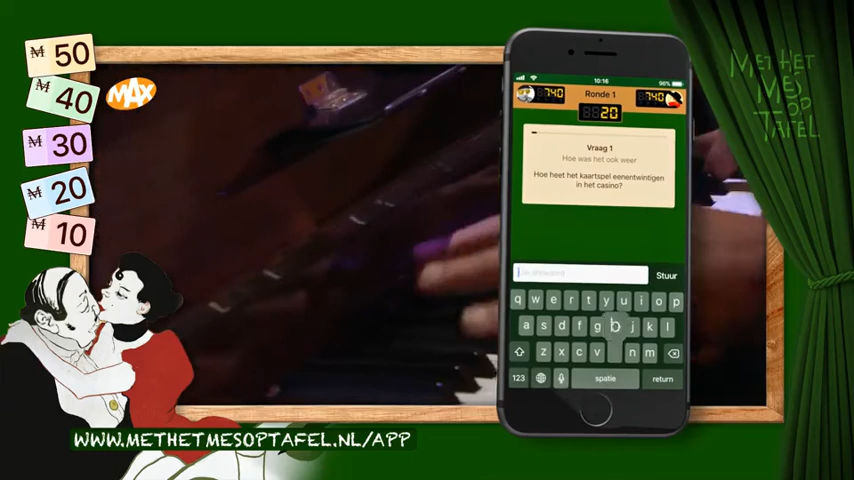 ₥ 50
₥ 40
₥ 30
₥ 20
₥ 10
MAX
MET HET
MES
OP
TAFEL
10:16
96%
740
Ronde 1
740
20
Vraag 1
Hoe was het ook weer
Hoe heet het kaartspel eenentwintigen
in het casino?
Stuur
q w e r t y u i o p
a s d f g b j k l
z x c v n m
123
spatie
return
WWW.METHETMESOPTAFEL.NL/APP